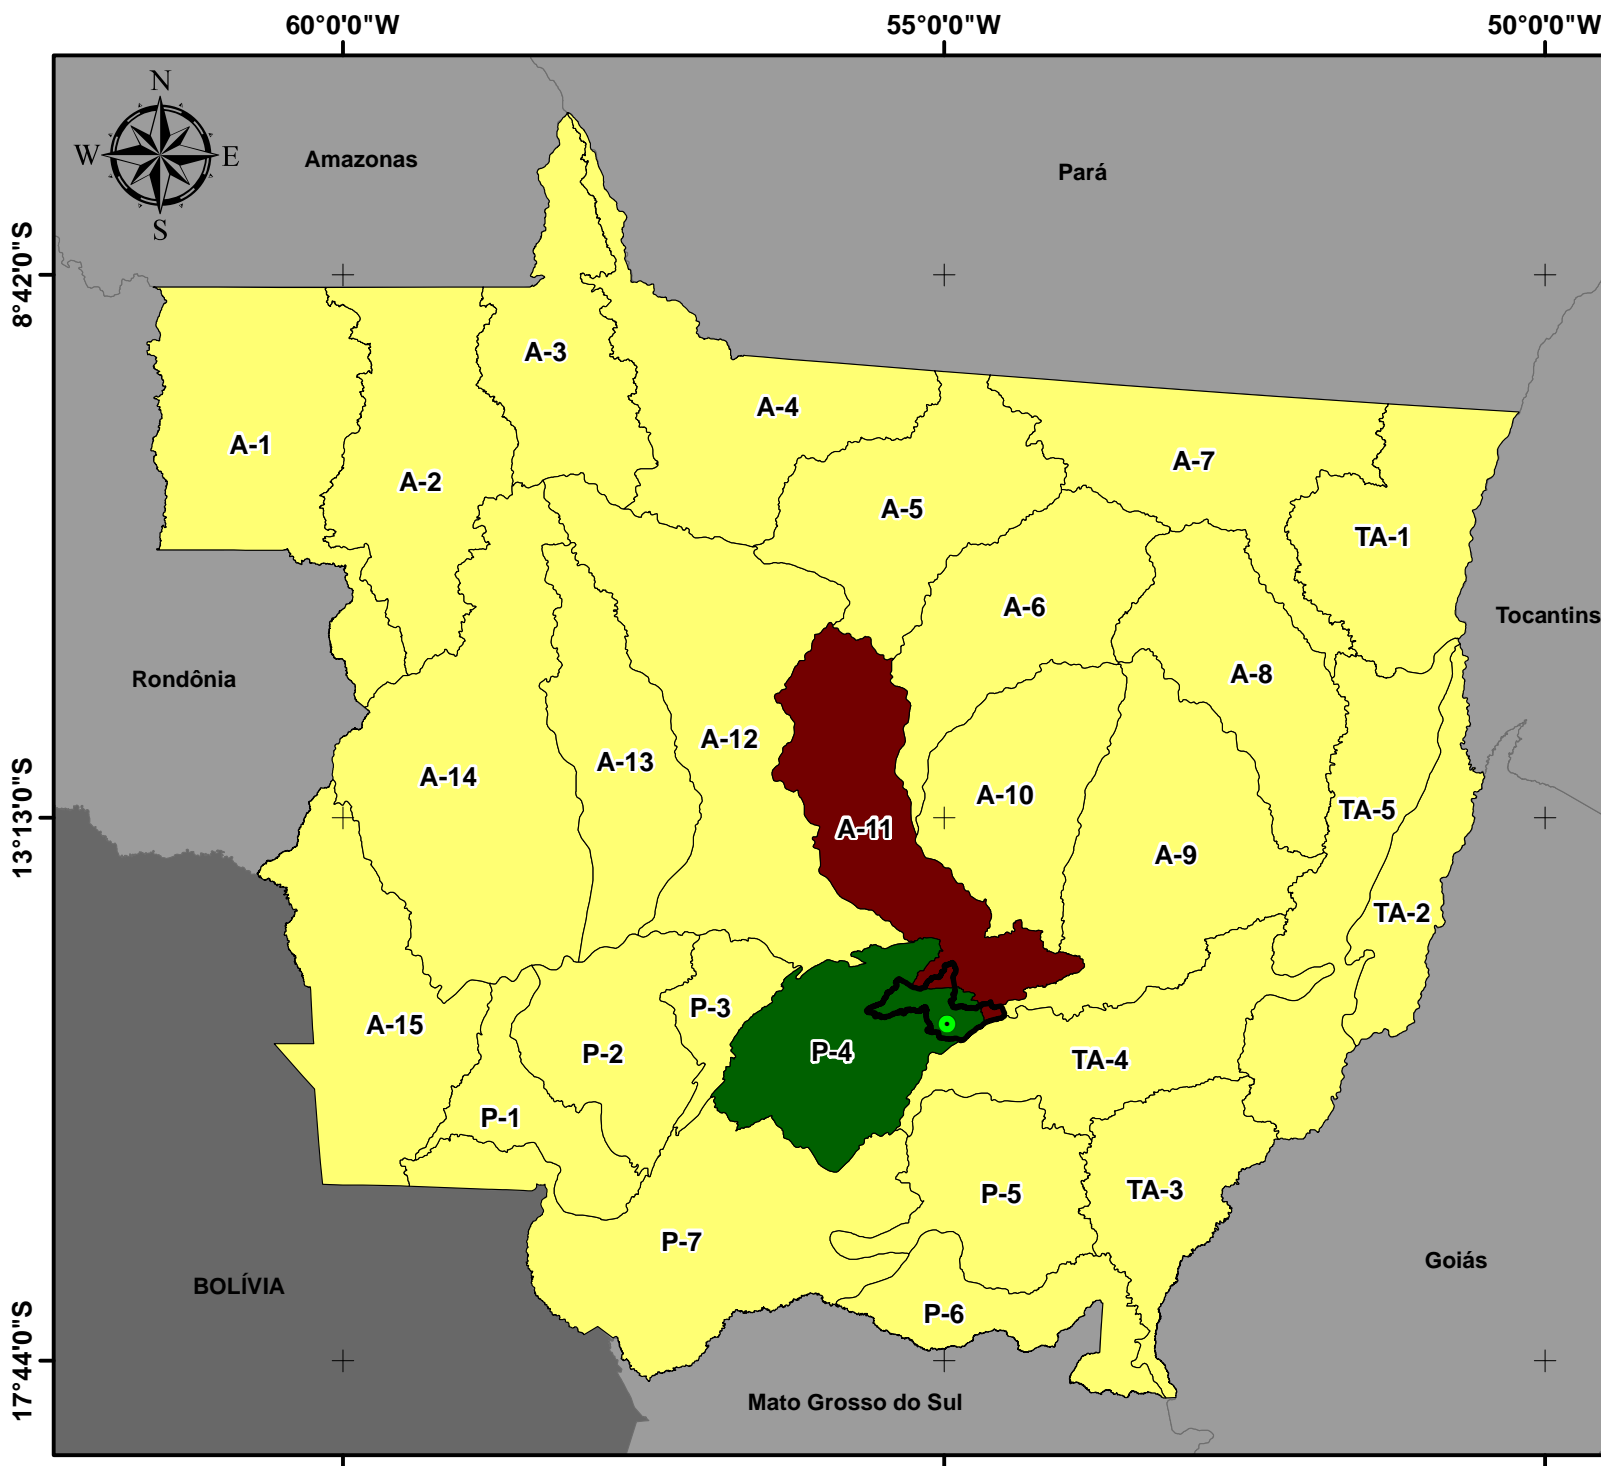 60°0'0"W
55°0'0"W
50°0'0"W
N
W
E
S
Amazonas
Pará
8°42'0"S
A-3
A-4
A-1
A-7
A-2
A-5
TA-1
A-6
Tocantins
Rondônia
A-8
A-12
A-13
A-14
A-10
TA-5
13°13'0"S
A-11
A-9
TA-2
P-3
A-15
P-2
P-4
TA-4
P-1
P-5
TA-3
P-7
Goiás
BOLÍVIA
P-6
17°44'0"S
Mato Grosso do Sul